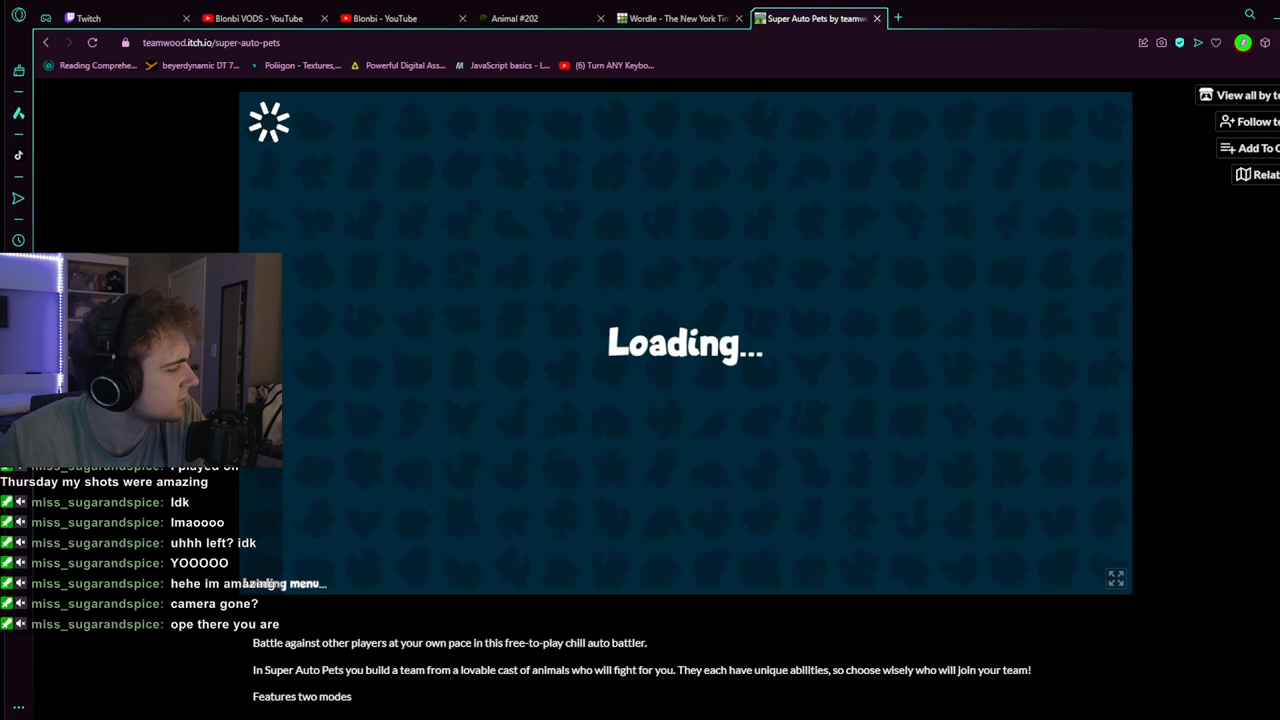 Twitch
Blonbi VODS - YouTube
Blonbi - YouTube
Animal #202
Wordle - The New York Tim
Super Auto Pets by teamw
teamwood.itch.io/super-auto-pets
Reading Comprehe...
beyerdynamic DT 7...
Poliigon - Textures,...
Powerful Digital Ass...
JavaScript basics - L...
(6) Turn ANY Keybo...
View all by t
Follow te
Add To C
Relat
Loading...
miss_sugarandspice: I played on
Thursday my shots were amazing
miss_sugarandspice: Idk
miss_sugarandspice: lmaoooo
miss_sugarandspice: uhhh left? idk
miss_sugarandspice: YOOOOO
miss_sugarandspice: hehe im amazing
Loading menu...
miss_sugarandspice: camera gone?
miss_sugarandspice: ope there you are
Battle against other players at your own pace in this free-to-play chill auto battler.
In Super Auto Pets you build a team from a lovable cast of animals who will fight for you. They each have unique abilities, so choose wisely who will join your team!
Features two modes